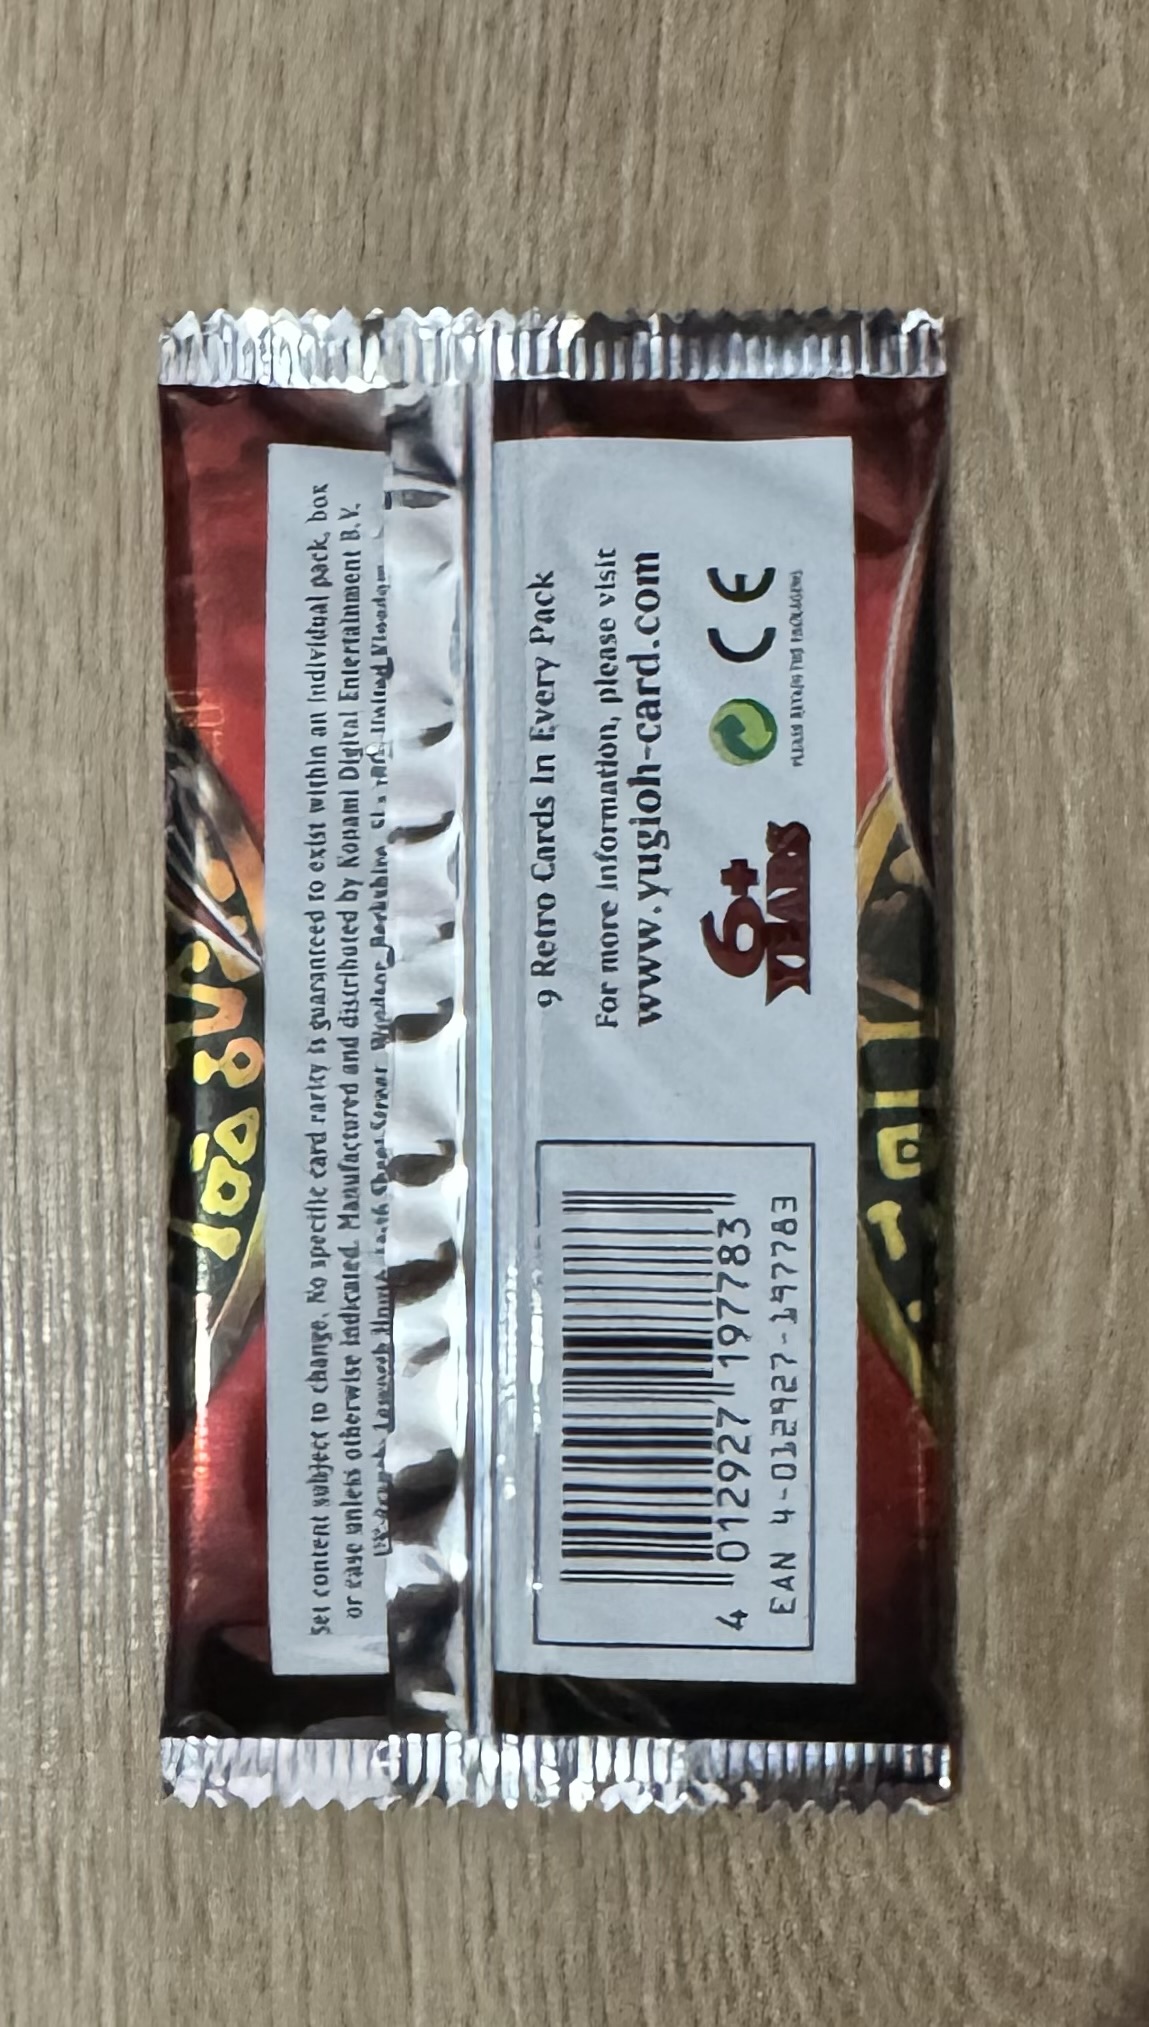 Set content subject to change. No specific card rarity is guaranteed to exist within an individual pack, box
or case unless otherwise indicated. Manufactured and distributed by Konami Digital Entertainment B.V.
9 Retro Cards In Every Pack
For more information, please visit
www.yugioh-card.com
6+
YEARS
CE
4 012927 197783
EAN 4-012927-197783